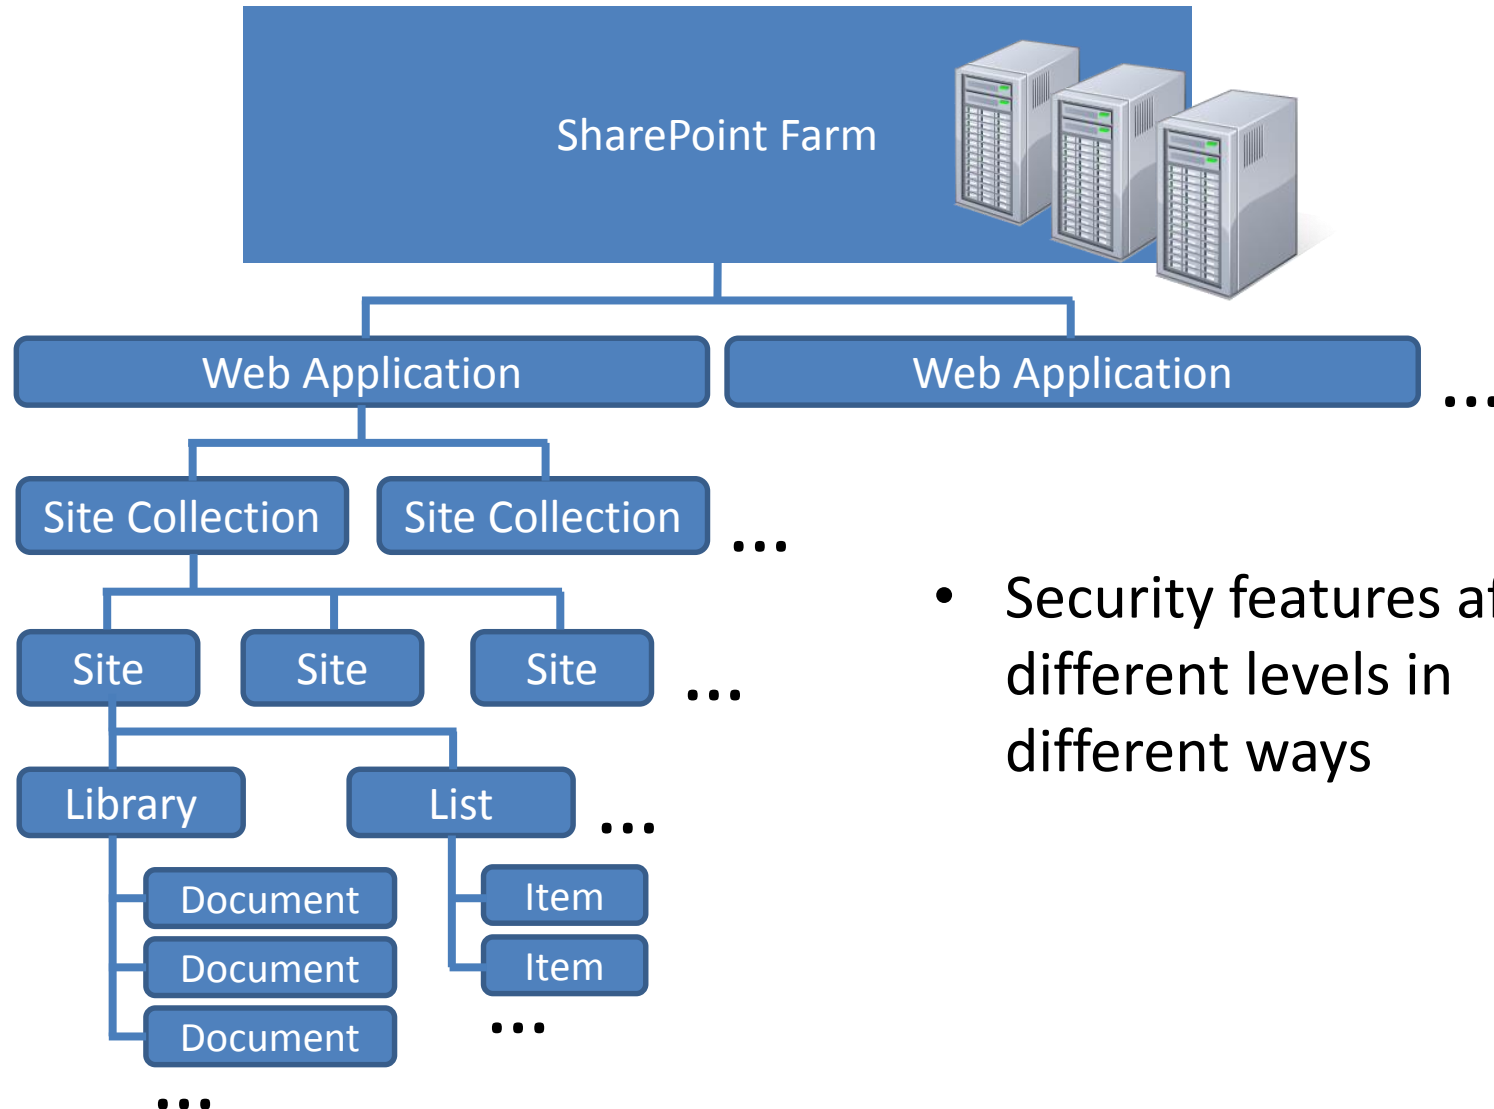 SharePoint Farm
Web Application
Web Application
...
Site Collection
Site Collection
...
Site
Site
Site
...
Library
List
...
Document
Document
Document
...
Item
Item
...
• Security features
different levels in
different ways